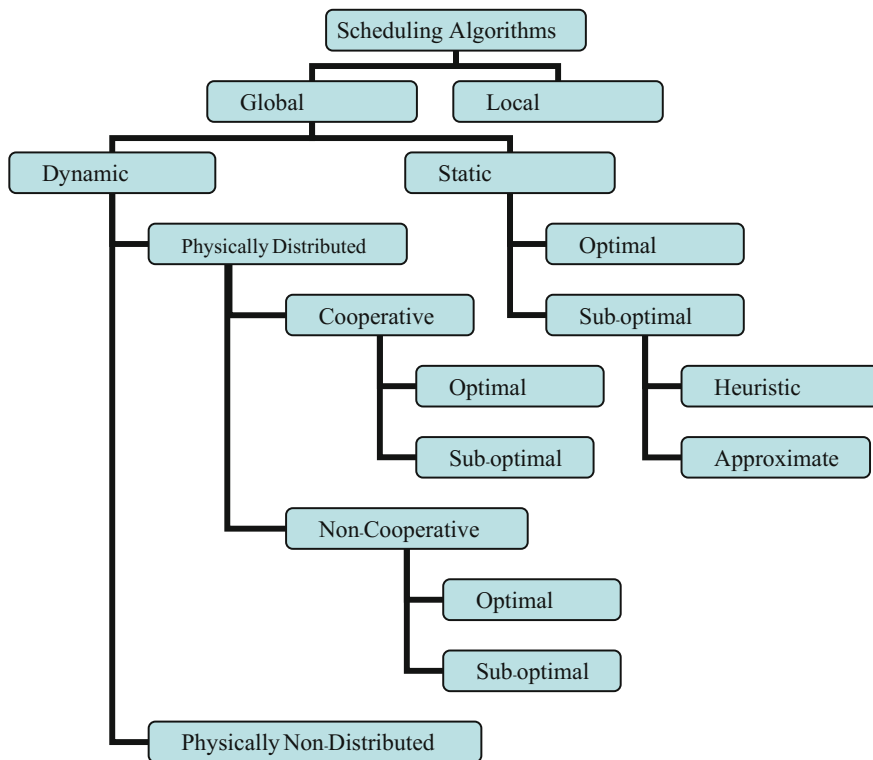 Scheduling Algorithms
Global
Local
Dynamic
Static
Physically Distributed
Optimal
Cooperative
Sub-optimal
Optimal
Heuristic
Sub-optimal
Approximate
Non-Cooperative
Optimal
Sub-optimal
Physically Non-Distributed